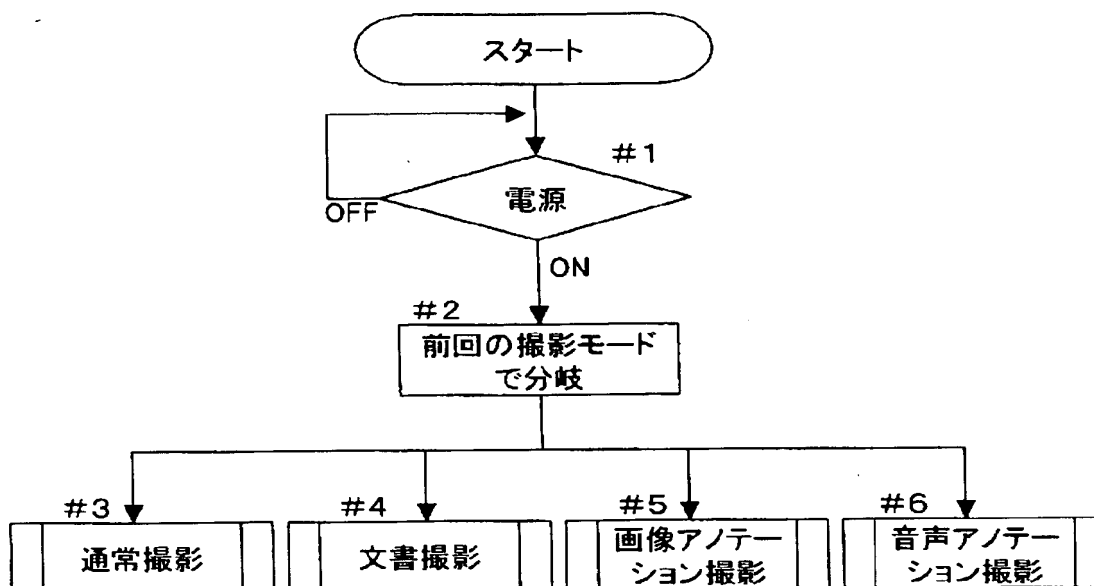 スタート
#1
電源
OFF
ON
#2
前回の撮影モード
で分岐
#3
通常撮影
#4
文書撮影
#5
画像アノテー
ション撮影
#6
音声アノテー
ション撮影